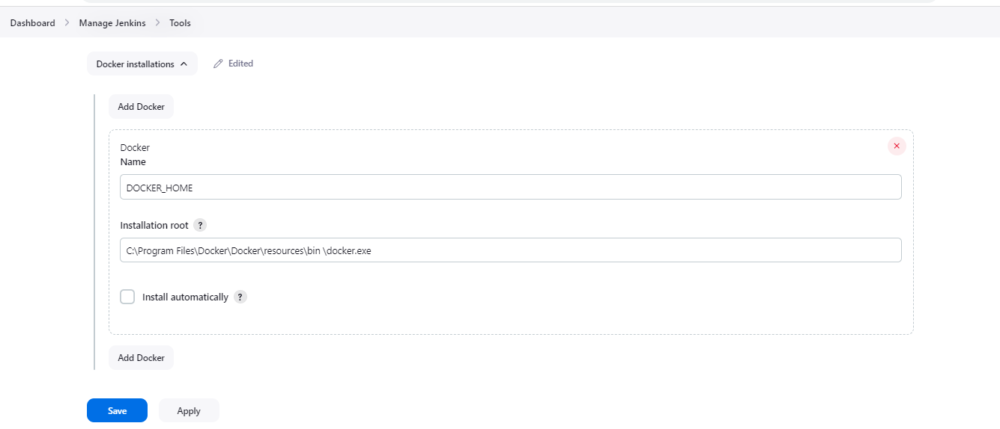 Dashboard > Manage Jenkins > Tools
Docker installations Edited
Add Docker
Docker
Name
DOCKER_HOME
Installation root ?
C:\Program Files\Docker\Docker\resources\bin \docker.exe
Install automatically ?
Add Docker
Save Apply